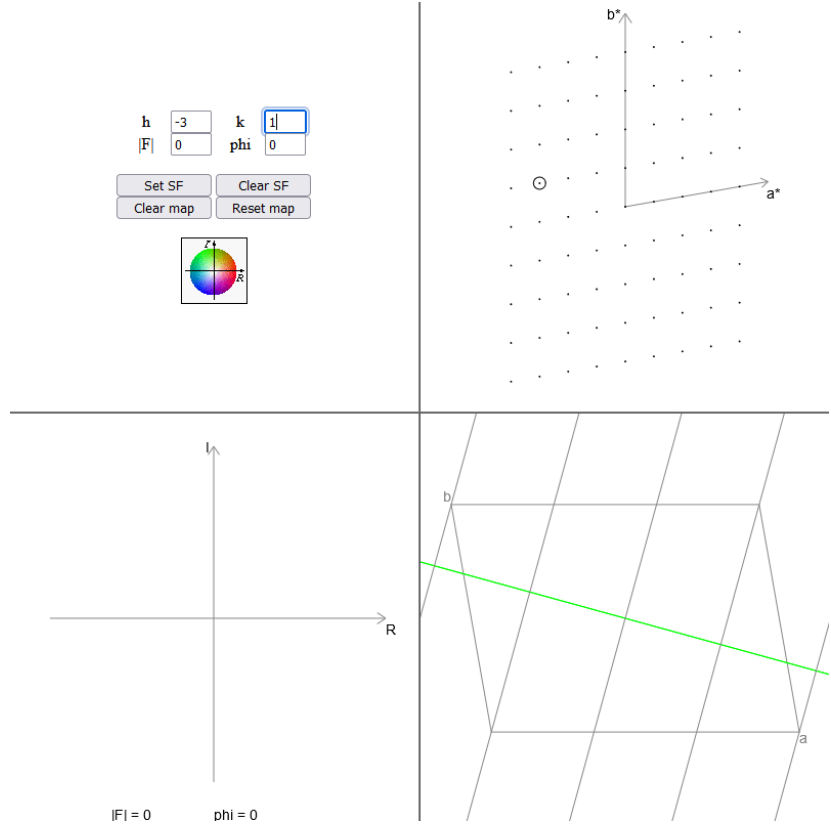 b*
h -3 k 1
|F| 0 phi 0
Set SF Clear SF
Clear map Reset map
I
R
a*
I
R
b
a
|F| = 0 phi = 0